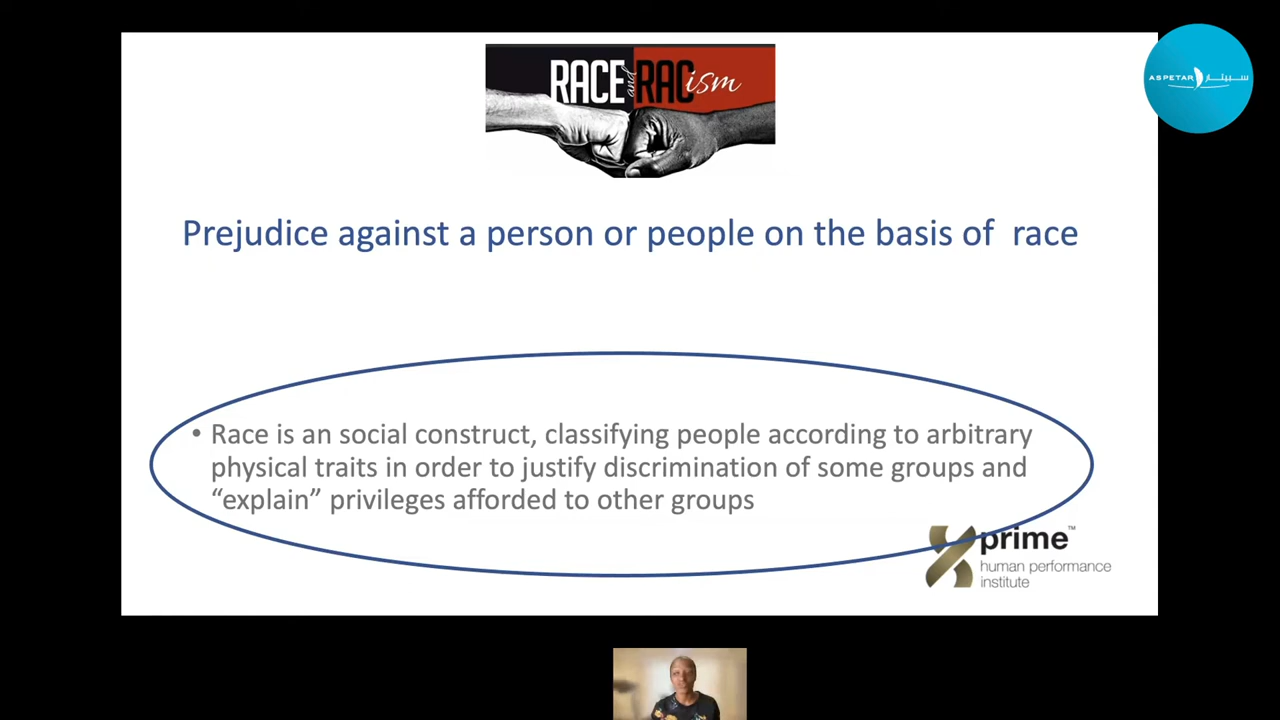 RACE and RACism
ASPETAR سبيتار
Prejudice against a person or people on the basis of race
• Race is an social construct, classifying people according to arbitrary
physical traits in order to justify discrimination of some groups and
“explain” privileges afforded to other groups
prime™
human performance
institute